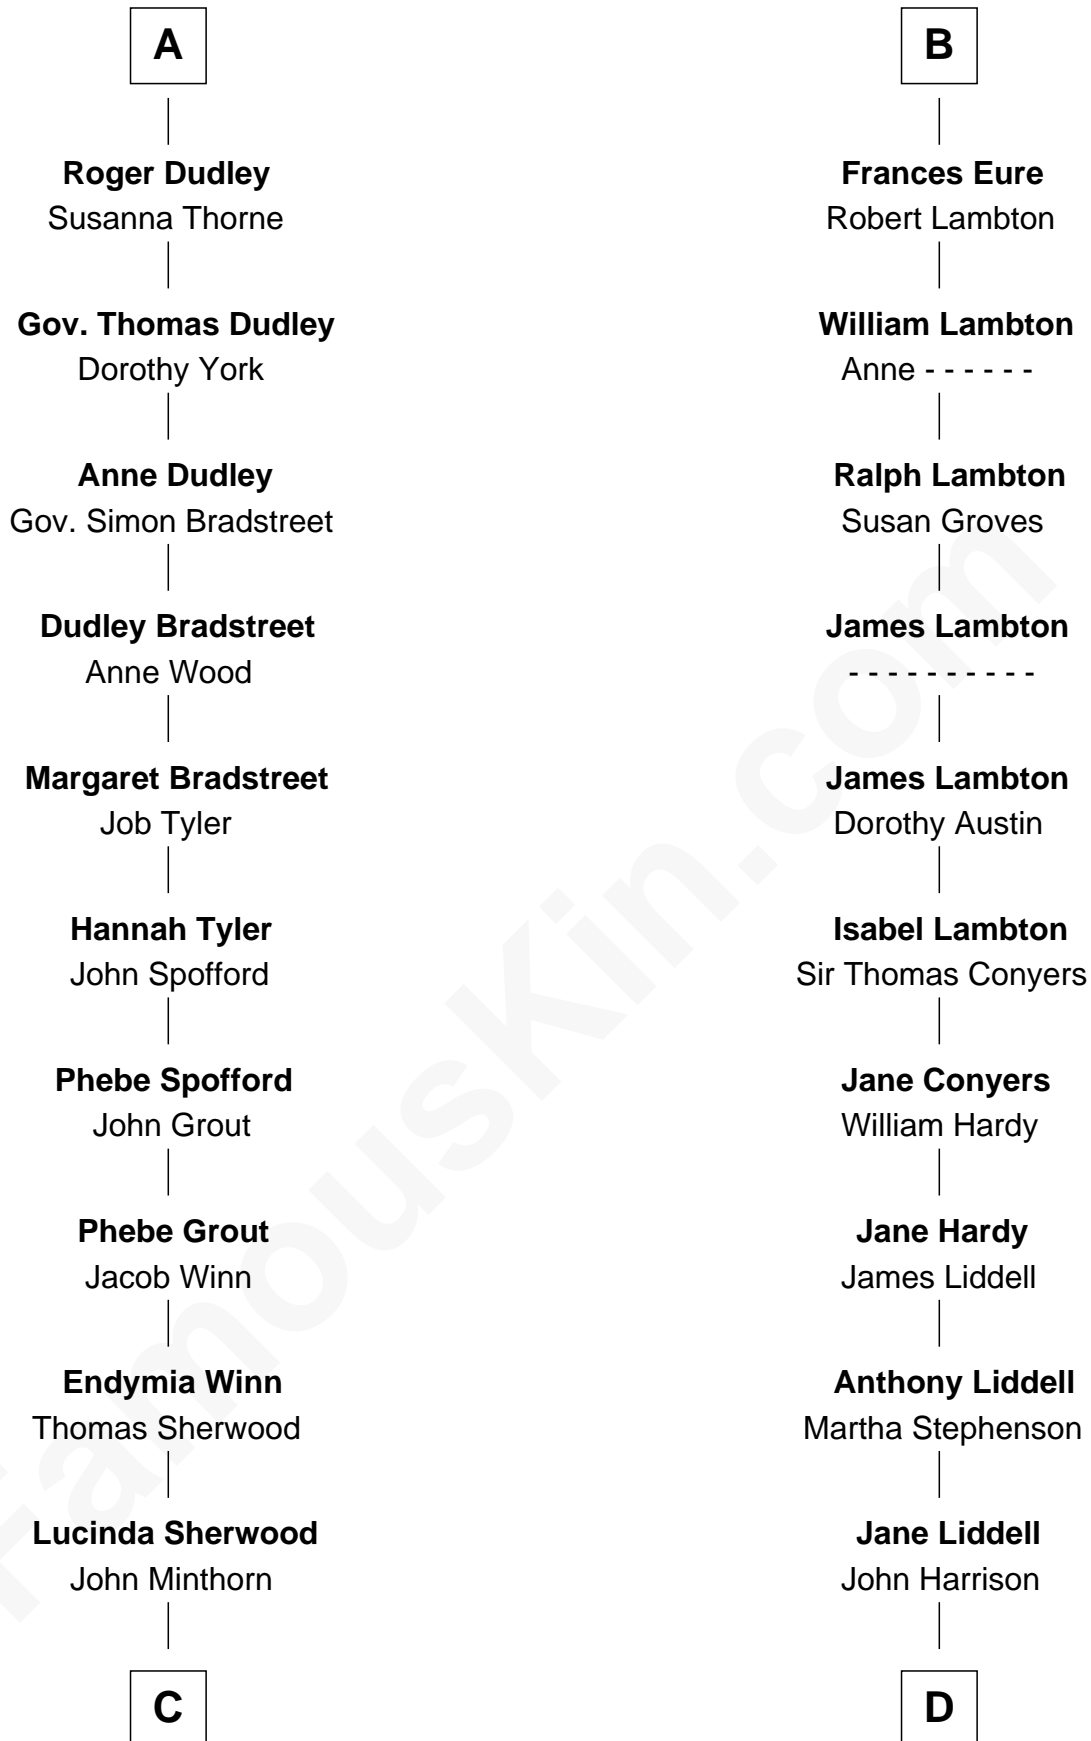 A
Roger Dudley
Susanna Thorne
Gov. Thomas Dudley
Dorothy York
Anne Dudley
Gov. Simon Bradstreet
Dudley Bradstreet
Anne Wood
Margaret Bradstreet
Job Tyler
Hannah Tyler
John Spofford
Phebe Spofford
John Grout
Phebe Grout
Jacob Winn
Endymia Winn
Thomas Sherwood
Lucinda Sherwood
John Minthorn
C
B
Frances Eure
Robert Lambton
William Lambton
Anne - - - - - -
Ralph Lambton
Susan Groves
James Lambton
- - - - - - - - - -
James Lambton
Dorothy Austin
Isabel Lambton
Sir Thomas Conyers
Jane Conyers
William Hardy
Jane Hardy
James Liddell
Anthony Liddell
Martha Stephenson
Jane Liddell
John Harrison
D
FamousKin.com